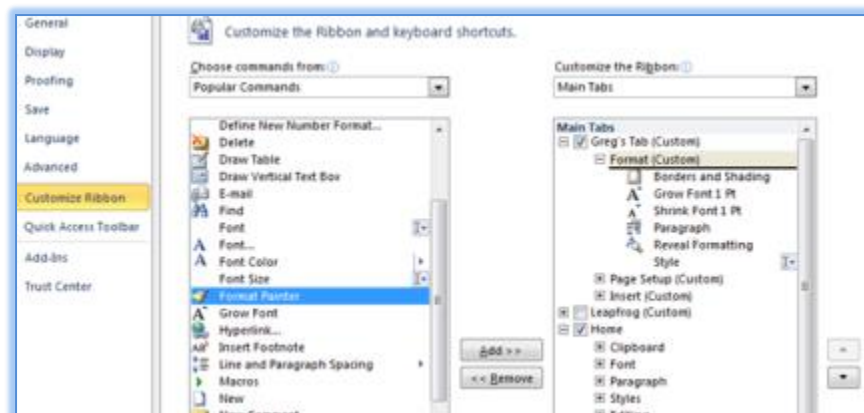 General
Display
Proofing
Save
Language
Advanced
Customize Ribbon
Quick Access Toolbar
Add-Ins
Trust Center
Customize the Ribbon and keyboard shortcuts.
Choose commands from:
Popular Commands
Define New Number Format...
Delete
Draw Table
Draw Vertical Text Box
E-mail
Find
Font
Font...
Font Color
Font Size
Format Painter
Grow Font
Hyperlink...
Insert Footnote
Line and Paragraph Spacing
Macros
New
New Comment
Add >>
<< Remove
Customize the Ribbon:
Main Tabs
Main Tabs
Greg's Tab (Custom)
Format (Custom)
Borders and Shading
Grow Font 1 Pt
Shrink Font 1 Pt
Paragraph
Reveal Formatting
Style
Page Setup (Custom)
Insert (Custom)
Leapfrog (Custom)
Home
Clipboard
Font
Paragraph
Styles
Editing